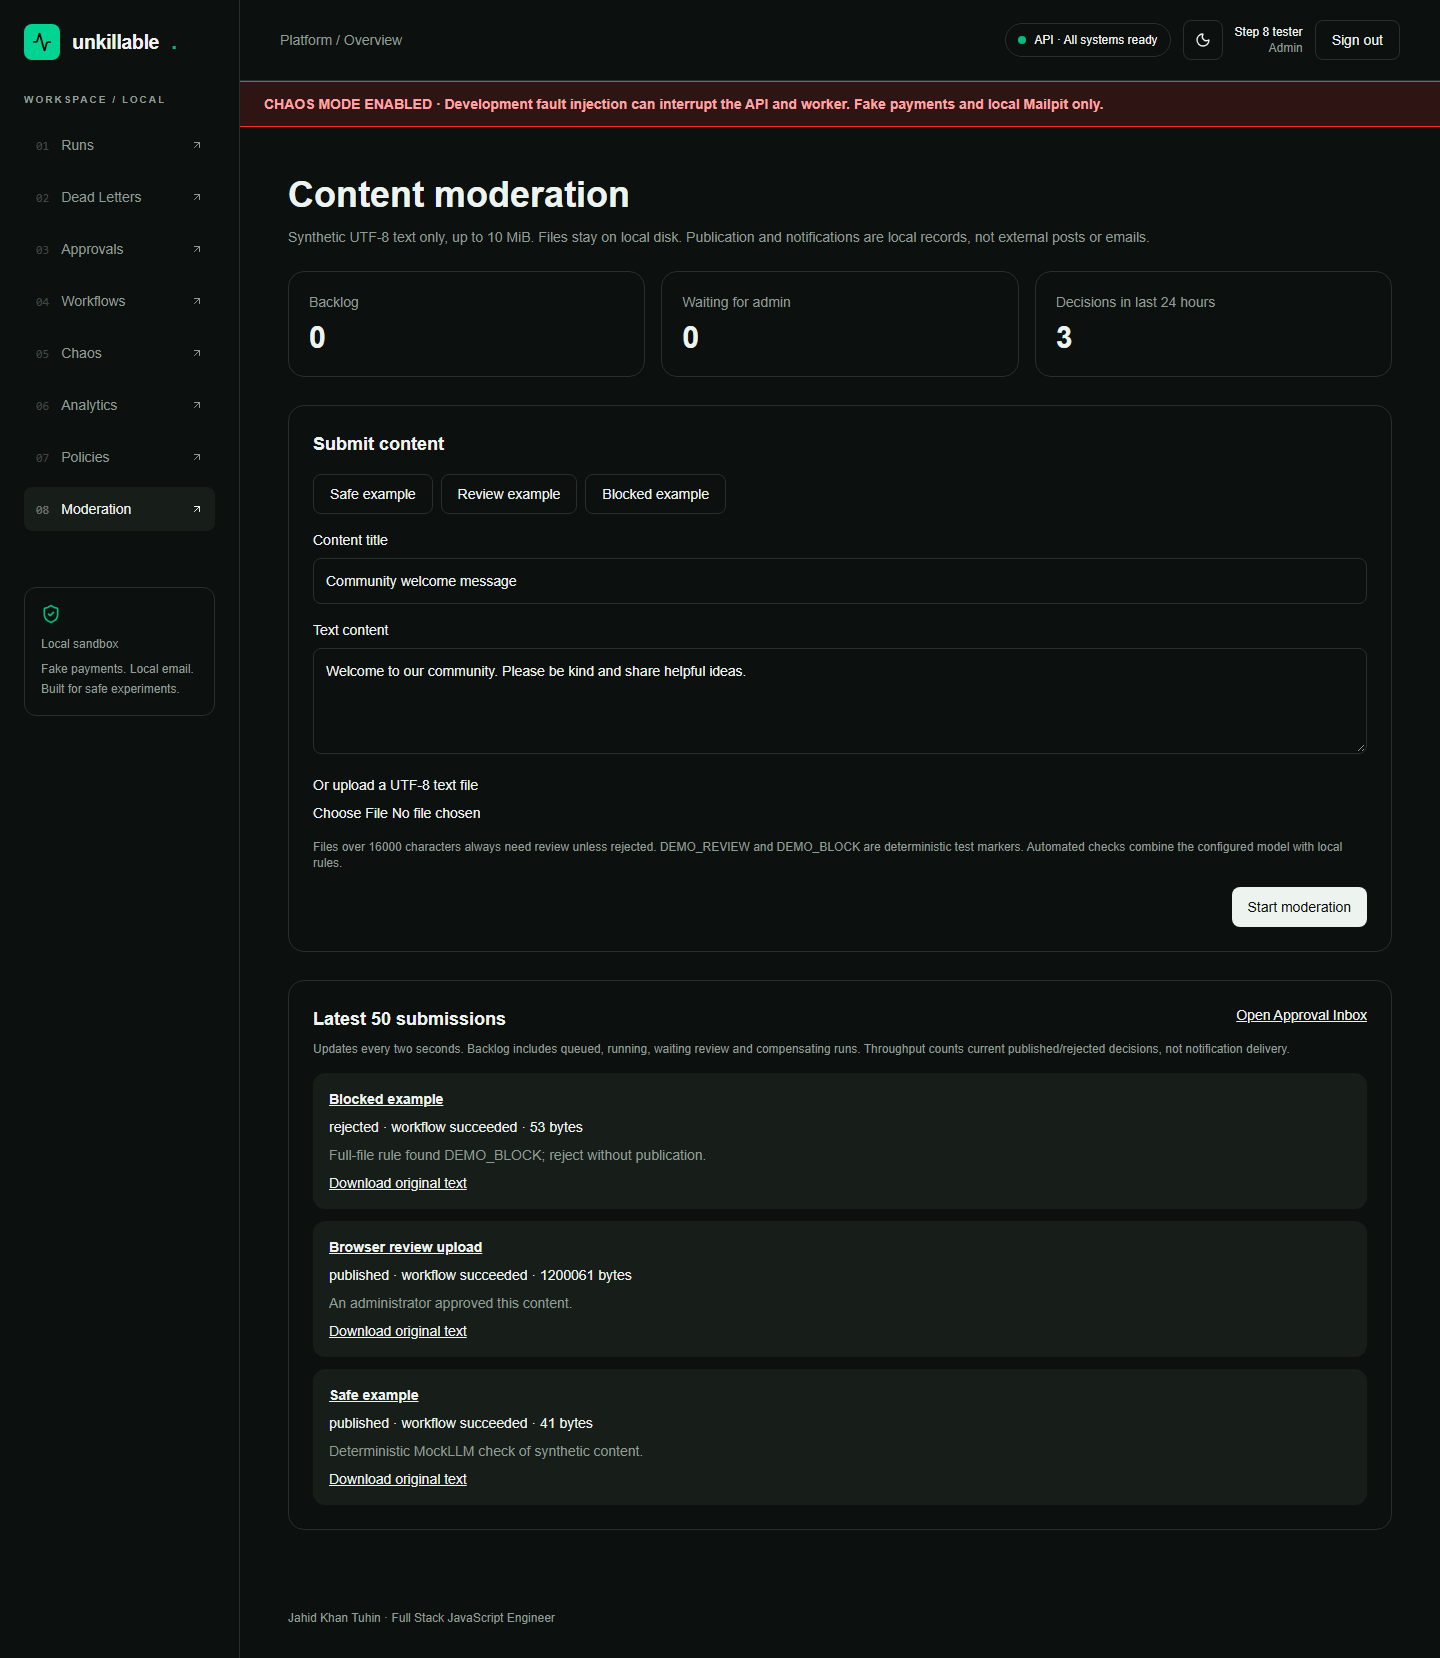 unkillable .
WORKSPACE / LOCAL
01 Runs
02 Dead Letters
03 Approvals
04 Workflows
05 Chaos
06 Analytics
07 Policies
08 Moderation
Local sandbox
Fake payments. Local email.
Built for safe experiments.
Platform / Overview
API · All systems ready
Step 8 tester
Admin
Sign out
CHAOS MODE ENABLED · Development fault injection can interrupt the API and worker. Fake payments and local Mailpit only.
Content moderation
Synthetic UTF-8 text only, up to 10 MiB. Files stay on local disk. Publication and notifications are local records, not external posts or emails.
Backlog
0
Waiting for admin
0
Decisions in last 24 hours
3
Submit content
Safe example
Review example
Blocked example
Content title
Community welcome message
Text content
Welcome to our community. Please be kind and share helpful ideas.
Or upload a UTF-8 text file
Choose File No file chosen
Files over 16000 characters always need review unless rejected. DEMO_REVIEW and DEMO_BLOCK are deterministic test markers. Automated checks combine the configured model with local
rules.
Start moderation
Latest 50 submissions
Open Approval Inbox
Updates every two seconds. Backlog includes queued, running, waiting review and compensating runs. Throughput counts current published/rejected decisions, not notification delivery.
Blocked example
rejected · workflow succeeded · 53 bytes
Full-file rule found DEMO_BLOCK; reject without publication.
Download original text
Browser review upload
published · workflow succeeded · 1200061 bytes
An administrator approved this content.
Download original text
Safe example
published · workflow succeeded · 41 bytes
Deterministic MockLLM check of synthetic content.
Download original text
Jahid Khan Tuhin · Full Stack JavaScript Engineer